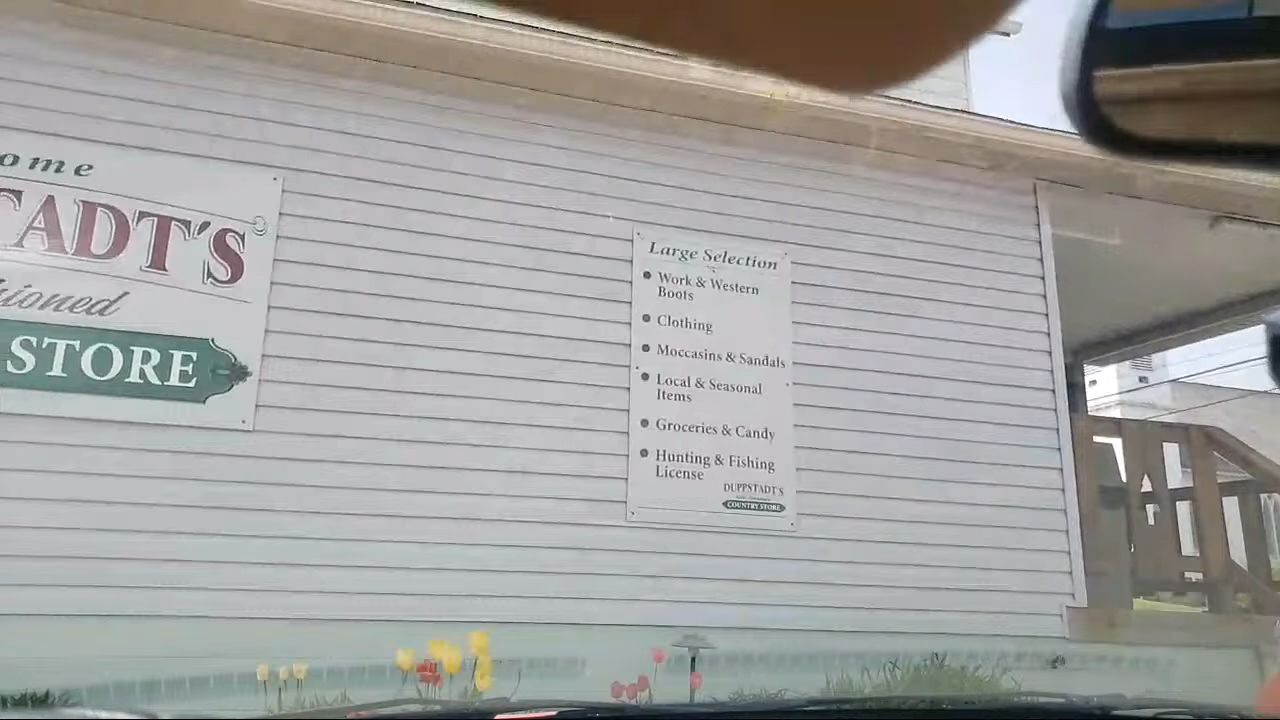 ome
TADT'S
hioned
STORE
Large Selection
Work & Western
Boots
Clothing
Moccasins & Sandals
Local & Seasonal
Items
Groceries & Candy
Hunting & Fishing
License
DUPPSTADT'S
COUNTRY STORE